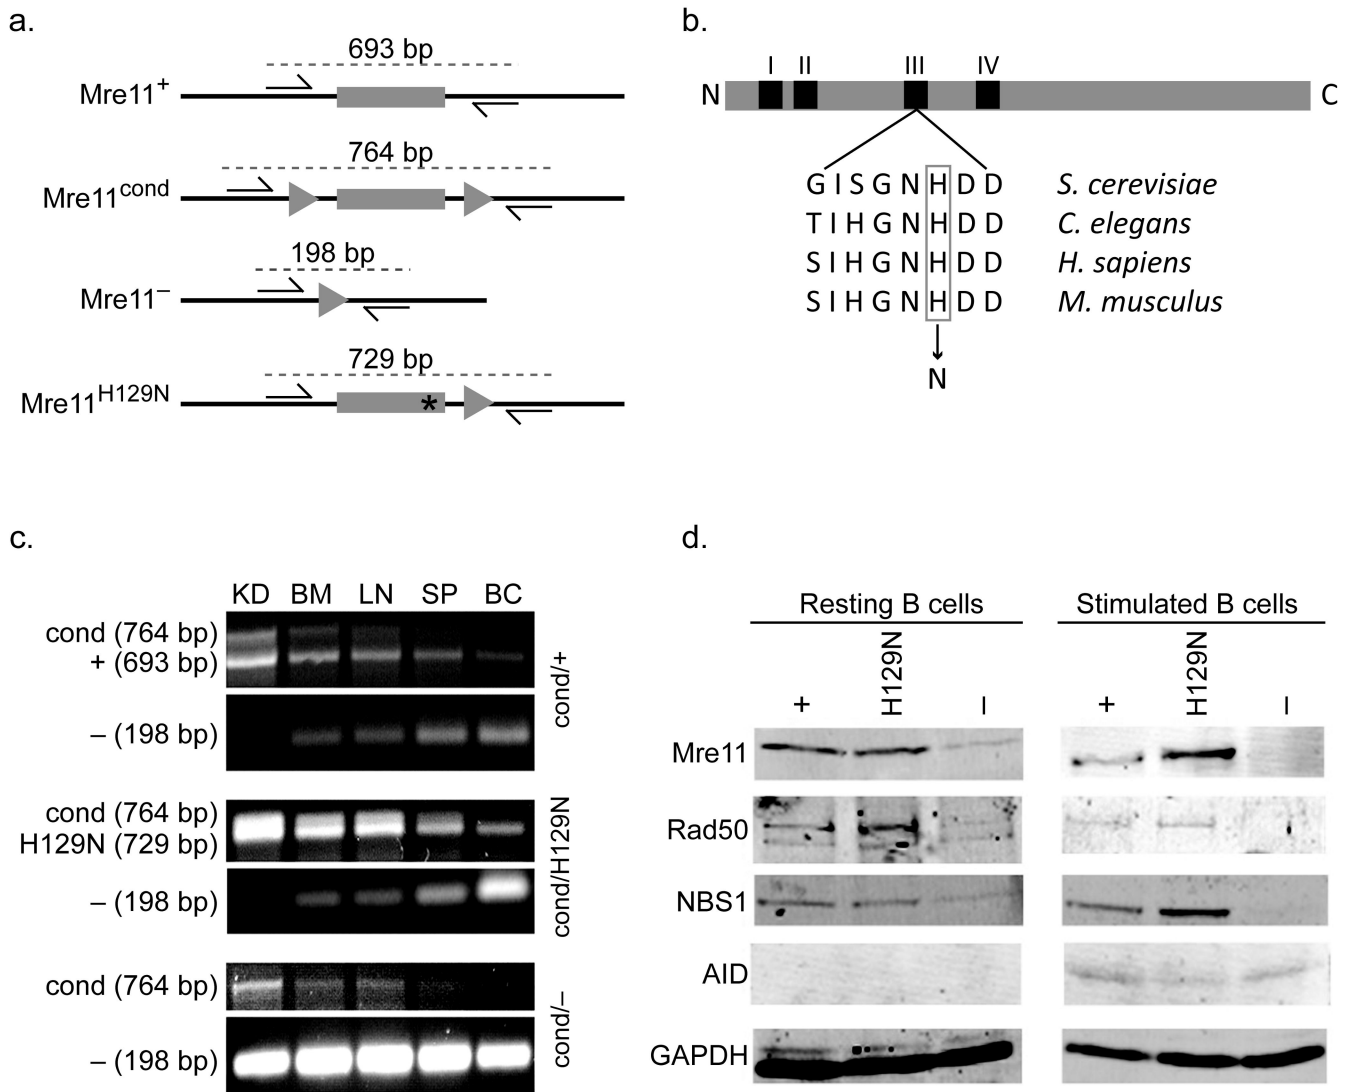 a.
693 bp
Mre11+
764 bp
Mre11cond
198 bp
Mre11–
729 bp
Mre11H129N
*
b.
I II III IV
N C
G I S G N H D D S. cerevisiae
T I H G N H D D C. elegans
S I H G N H D D H. sapiens
S I H G N H D D M. musculus
N
c.
KD BM LN SP BC
cond (764 bp)
+ (693 bp)
– (198 bp)
cond/+
cond (764 bp)
H129N (729 bp)
– (198 bp)
cond/H129N
cond (764 bp)
– (198 bp)
cond/–
d.
Resting B cells Stimulated B cells
+ H129N – + H129N –
Mre11
Rad50
NBS1
AID
GAPDH